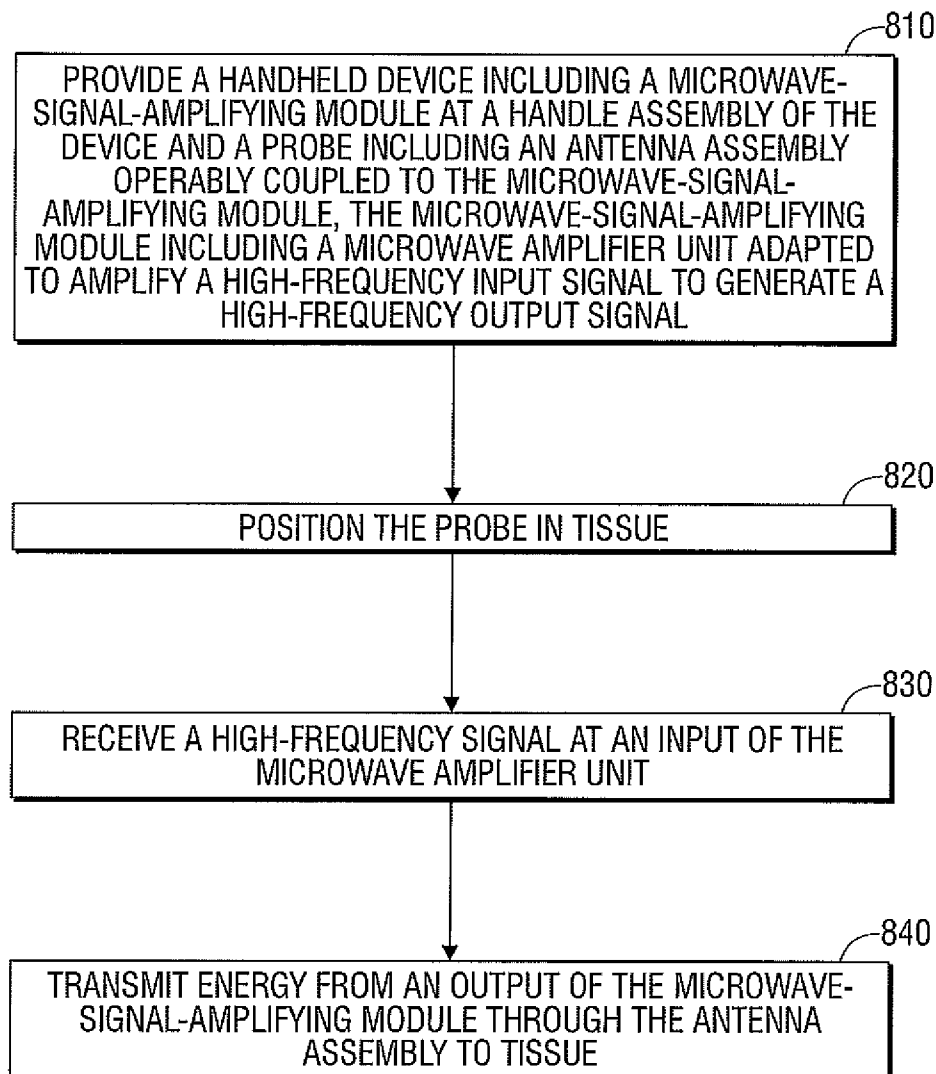 810
PROVIDE A HANDHELD DEVICE INCLUDING A MICROWAVE-
SIGNAL-AMPLIFYING MODULE AT A HANDLE ASSEMBLY OF THE
DEVICE AND A PROBE INCLUDING AN ANTENNA ASSEMBLY
OPERABLY COUPLED TO THE MICROWAVE-SIGNAL-
AMPLIFYING MODULE, THE MICROWAVE-SIGNAL-AMPLIFYING
MODULE INCLUDING A MICROWAVE AMPLIFIER UNIT ADAPTED
TO AMPLIFY A HIGH-FREQUENCY INPUT SIGNAL TO GENERATE A
HIGH-FREQUENCY OUTPUT SIGNAL
820
POSITION THE PROBE IN TISSUE
830
RECEIVE A HIGH-FREQUENCY SIGNAL AT AN INPUT OF THE
MICROWAVE AMPLIFIER UNIT
840
TRANSMIT ENERGY FROM AN OUTPUT OF THE MICROWAVE-
SIGNAL-AMPLIFYING MODULE THROUGH THE ANTENNA
ASSEMBLY TO TISSUE